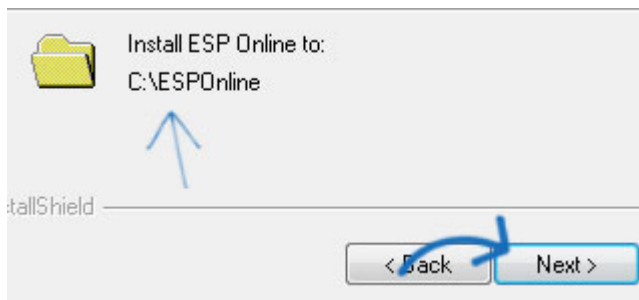 Install ESP Online to:
C:\ESPOnline
tallShield
< Back
Next >